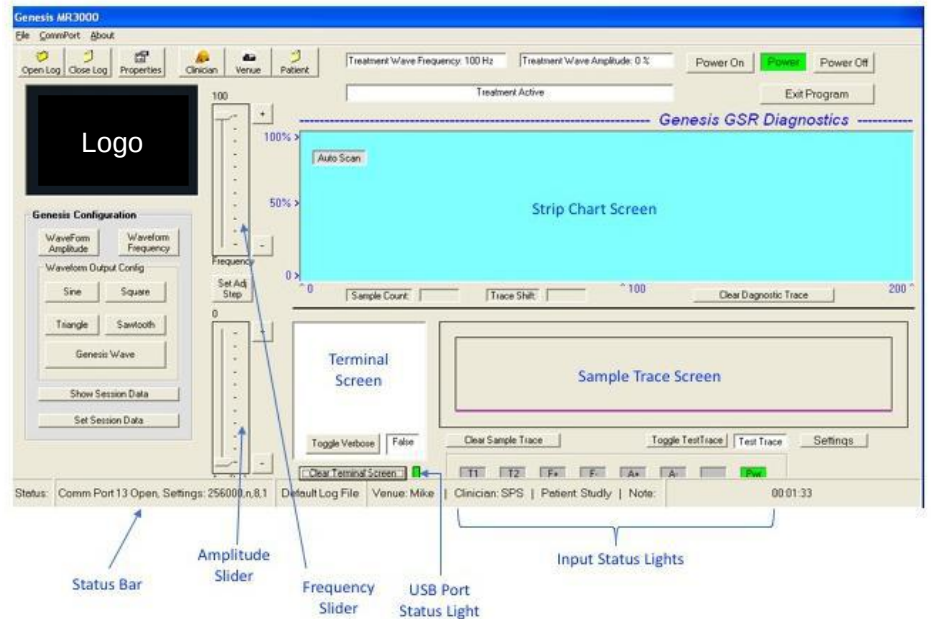 Genesis MR3000
File CommPort About
Open Log Close Log Properties Clinician Venue Patient
Treatment Wave Frequency: 100 Hz Treatment Wave Amplitude: 0 %
Power On Power Power Off
Treatment Active
Exit Program
Logo
100
+
-
Frequency
Genesis GSR Diagnostics
100% >
50% >
0 >
Auto Scan
Strip Chart Screen
^ 0 ^ 100 200 ^
Sample Count: Trace Shift: Clear Dagnostic Trace
Genesis Configuration
WaveForm Amplitude
Waveform Frequency
Waveform Output Config
Sine Square
Triangle Sawtooth
Genesis Wave
Show Session Data
Set Session Data
Set Adj
Step
0
+
-
Terminal
Screen
Sample Trace Screen
Toggle Verbose False
Clear Sample Trace Toggle TestTrace Test Trace Settings
Clear Terminal Screen
T1 T2 F+ F- A+ A- Pwr
Status: Comm Port 13 Open, Settings: 256000,n,8,1 Default Log File Venue: Mike | Clinician: SPS | Patient Studly | Note: 00:01:33
Status Bar
Amplitude
Slider
Frequency
Slider
USB Port
Status Light
Input Status Lights